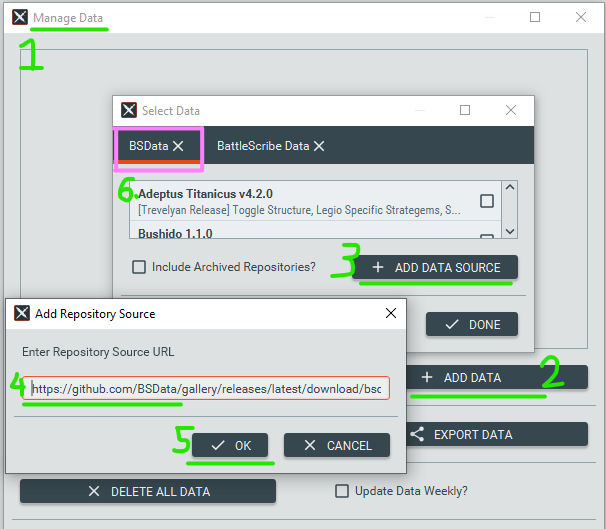 Manage Data
1
Select Data
BSData
BattleScribe Data
6.
Adeptus Titanicus v4.2.0
[Trevelyan Release] Toggle Structure, Legio Specific Strategems, S...
Bushido 1.1.0
Include Archived Repositories?
3
ADD DATA SOURCE
DONE
Add Repository Source
Enter Repository Source URL
4
https://github.com/BSData/gallery/releases/latest/download/bsc
5
OK
CANCEL
ADD DATA
2
EXPORT DATA
DELETE ALL DATA
Update Data Weekly?